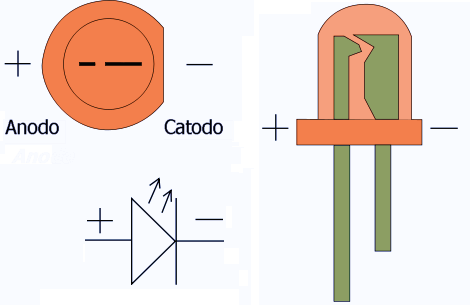 + —
Anodo Catodo
+ —
+ —